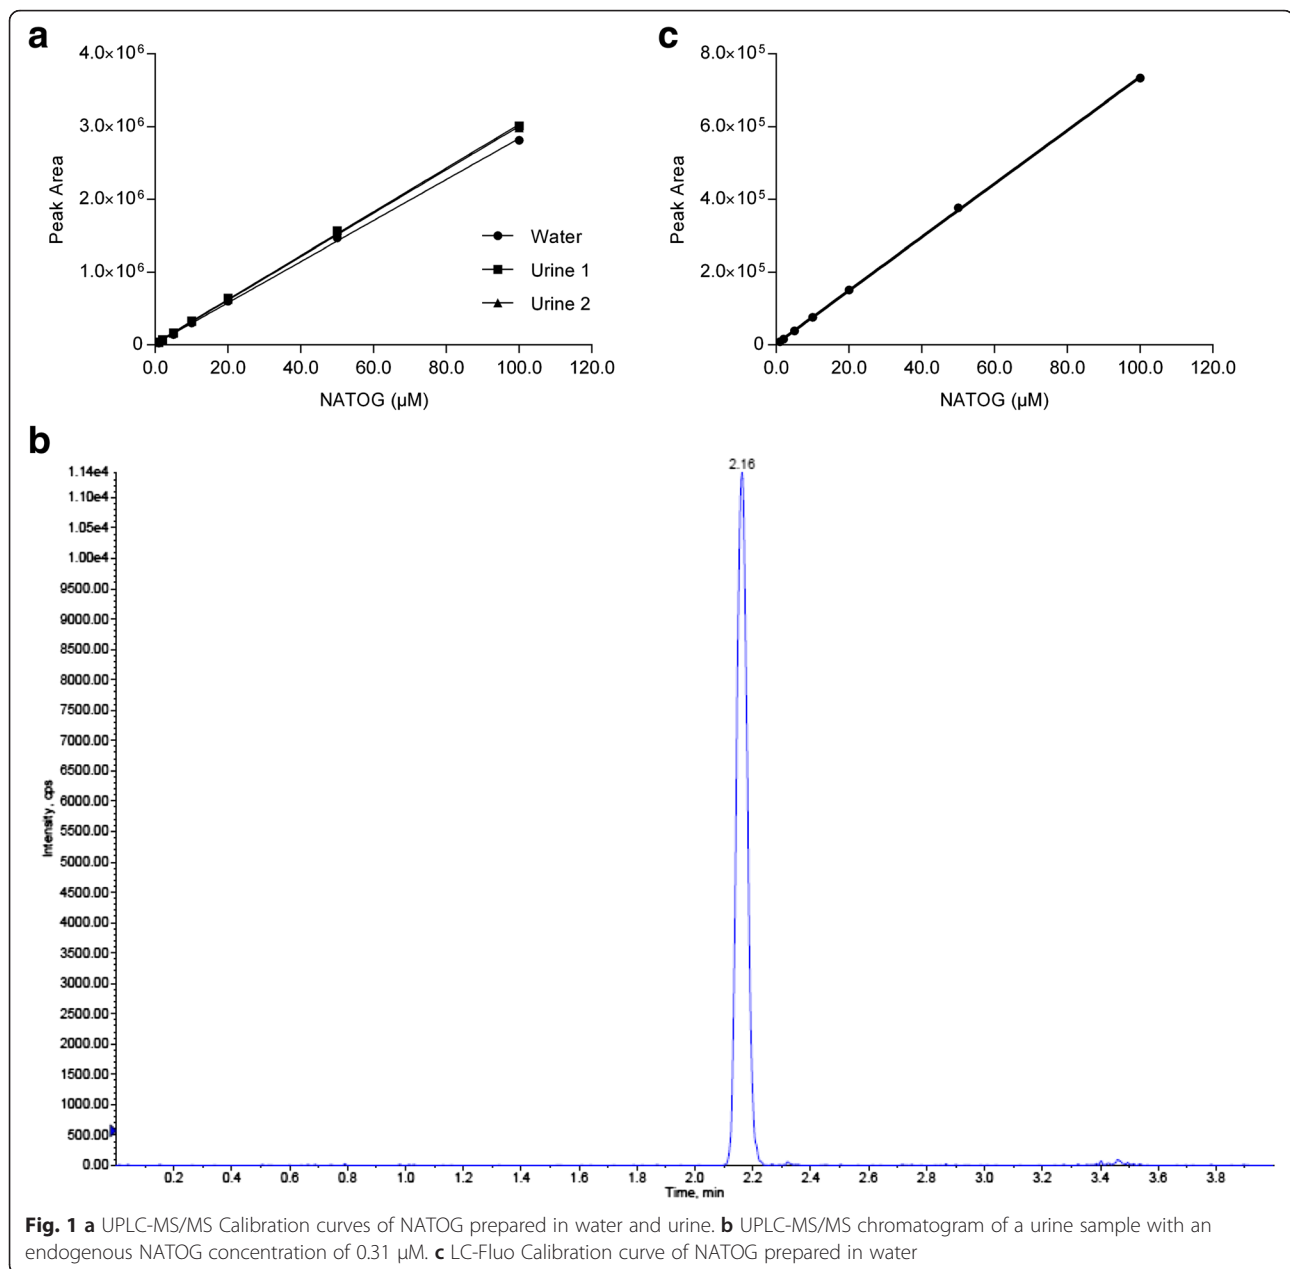 a
4.0×10⁶
3.0×10⁶
2.0×10⁶
1.0×10⁶
0
Peak Area
0.0 20.0 40.0 60.0 80.0 100.0 120.0
NATOG (µM)
Water
Urine 1
Urine 2
c
8.0×10⁵
6.0×10⁵
4.0×10⁵
2.0×10⁵
0
Peak Area
0.0 20.0 40.0 60.0 80.0 100.0 120.0
NATOG (µM)
b
2.16
1.14e4
1.10e4
1.05e4
1.00e4
9500.00
9000.00
8500.00
8000.00
7500.00
7000.00
6500.00
6000.00
5500.00
5000.00
4500.00
4000.00
3500.00
3000.00
2500.00
2000.00
1500.00
1000.00
500.00
0.00
Intensity, cps
0.2 0.4 0.6 0.8 1.0 1.2 1.4 1.6 1.8 2.0 2.2 2.4 2.6 2.8 3.0 3.2 3.4 3.6 3.8
Time, min
Fig. 1 a UPLC-MS/MS Calibration curves of NATOG prepared in water and urine. b UPLC-MS/MS chromatogram of a urine sample with an
endogenous NATOG concentration of 0.31 µM. c LC-Fluo Calibration curve of NATOG prepared in water